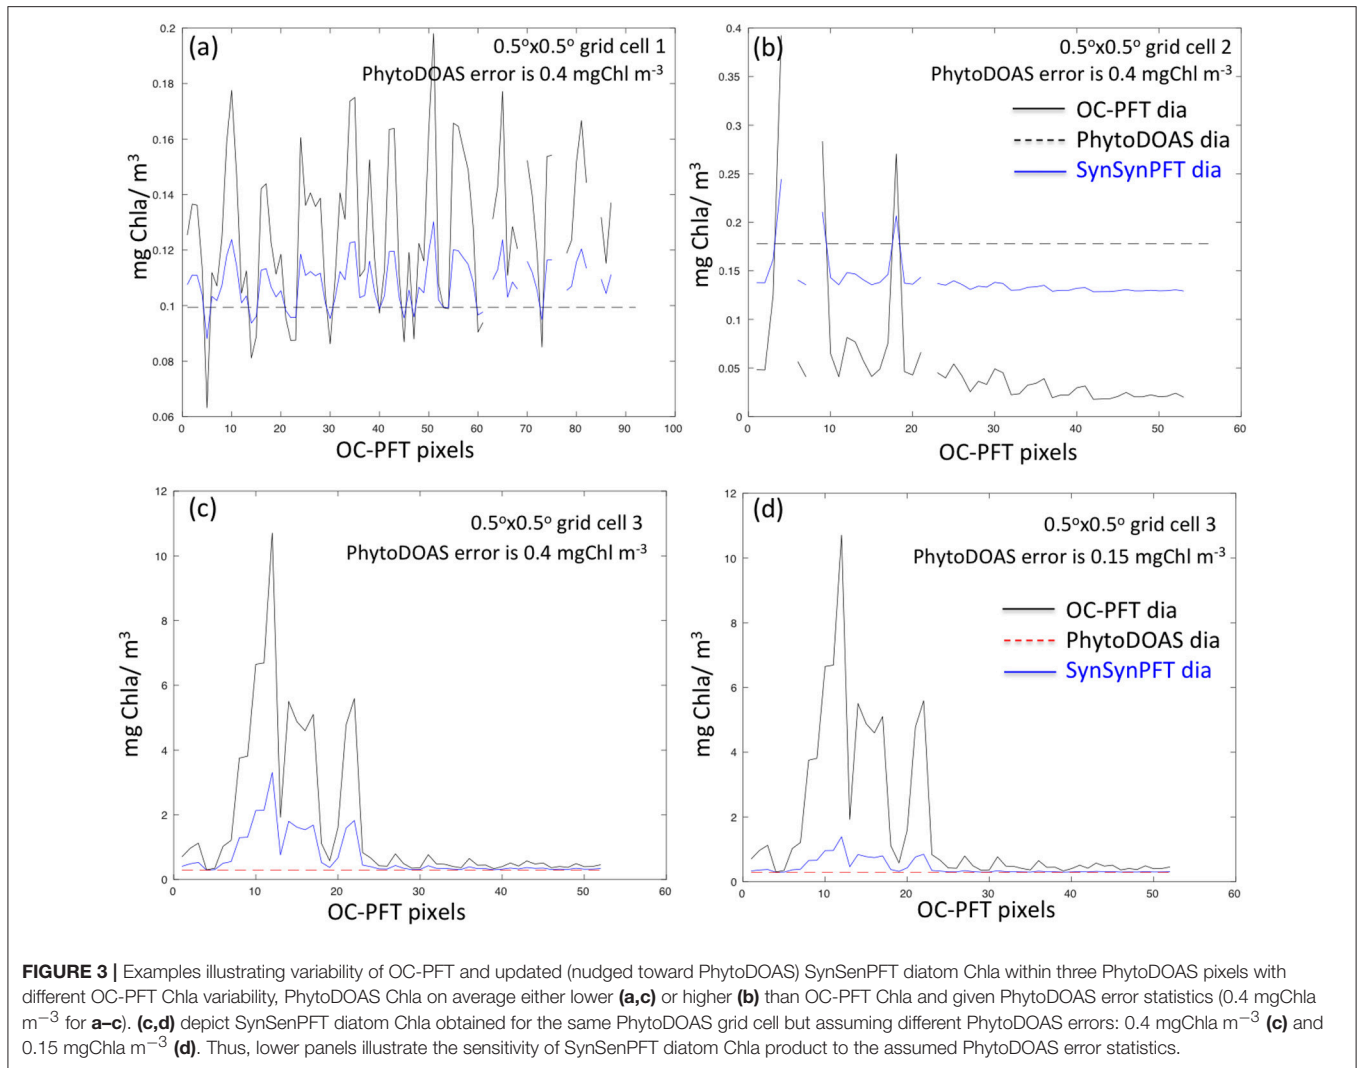 (a)
0.5ºx0.5º grid cell 1
PhytoDOAS error is 0.4 mgChl m-3
mg Chla/ m3
0.2
0.18
0.16
0.14
0.12
0.1
0.08
0.06
0 10 20 30 40 50 60 70 80 90 100
OC-PFT pixels
(b)
0.5ºx0.5º grid cell 2
PhytoDOAS error is 0.4 mgChl m-3
OC-PFT dia
PhytoDOAS dia
SynSynPFT dia
mg Chla/ m3
0.4
0.35
0.3
0.25
0.2
0.15
0.1
0.05
0
0 10 20 30 40 50 60
OC-PFT pixels
(c)
0.5ºx0.5º grid cell 3
PhytoDOAS error is 0.4 mgChl m-3
mg Chla/ m3
12
10
8
6
4
2
0
0 10 20 30 40 50 60
OC-PFT pixels
(d)
0.5ºx0.5º grid cell 3
PhytoDOAS error is 0.15 mgChl m-3
OC-PFT dia
PhytoDOAS dia
SynSynPFT dia
mg Chla/ m3
12
10
8
6
4
2
0
0 10 20 30 40 50 60
OC-PFT pixels
FIGURE 3 | Examples illustrating variability of OC-PFT and updated (nudged toward PhytoDOAS) SynSenPFT diatom Chla within three PhytoDOAS pixels with
different OC-PFT Chla variability, PhytoDOAS Chla on average either lower (a,c) or higher (b) than OC-PFT Chla and given PhytoDOAS error statistics (0.4 mgChla
m−3 for a–c). (c,d) depict SynSenPFT diatom Chla obtained for the same PhytoDOAS grid cell but assuming different PhytoDOAS errors: 0.4 mgChla m−3 (c) and
0.15 mgChla m−3 (d). Thus, lower panels illustrate the sensitivity of SynSenPFT diatom Chla product to the assumed PhytoDOAS error statistics.